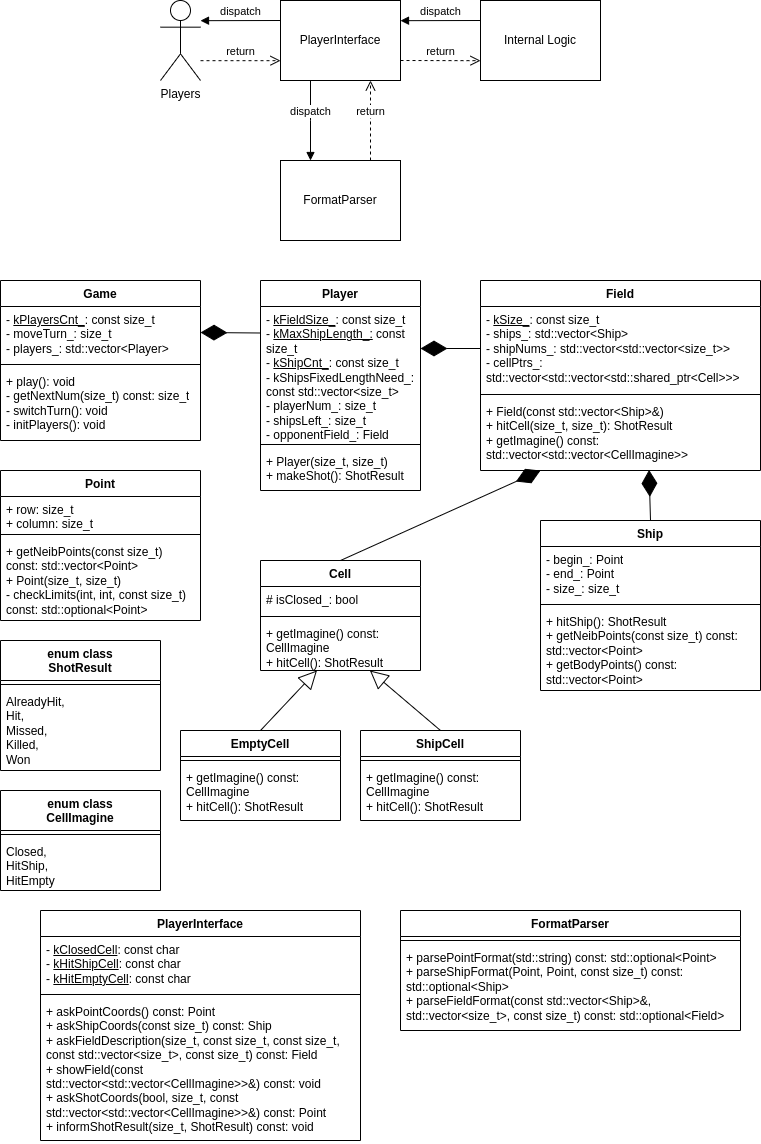 dispatch
dispatch
PlayerInterface
Internal Logic
return
return
Players
dispatch
return
FormatParser
Game
- kPlayersCnt_: const size_t
- moveTurn_: size_t
- players_: std::vector<Player>
+ play(): void
- getNextNum(size_t) const: size_t
- switchTurn(): void
- initPlayers(): void
Player
- kFieldSize_: const size_t
- kMaxShipLength_: const
size_t
- kShipCnt_: const size_t
- kShipsFixedLengthNeed_:
const std::vector<size_t>
- playerNum_: size_t
- shipsLeft_: size_t
- opponentField_: Field
+ Player(size_t, size_t)
+ makeShot(): ShotResult
Field
- kSize_: const size_t
- ships_: std::vector<Ship>
- shipNums_: std::vector<std::vector<size_t>>
- cellPtrs_:
std::vector<std::vector<std::shared_ptr<Cell>>>
+ Field(const std::vector<Ship>&)
+ hitCell(size_t, size_t): ShotResult
+ getImagine() const:
std::vector<std::vector<CellImagine>>
Point
+ row: size_t
+ column: size_t
+ getNeibPoints(const size_t)
const: std::vector<Point>
+ Point(size_t, size_t)
- checkLimits(int, int, const size_t)
const: std::optional<Point>
Cell
# isClosed_: bool
+ getImagine() const:
CellImagine
+ hitCell(): ShotResult
Ship
- begin_: Point
- end_: Point
- size_: size_t
+ hitShip(): ShotResult
+ getNeibPoints(const size_t) const:
std::vector<Point>
+ getBodyPoints() const:
std::vector<Point>
enum class
ShotResult
AlreadyHit,
Hit,
Missed,
Killed,
Won
EmptyCell
+ getImagine() const:
CellImagine
+ hitCell(): ShotResult
ShipCell
+ getImagine() const:
CellImagine
+ hitCell(): ShotResult
enum class
CellImagine
Closed,
HitShip,
HitEmpty
PlayerInterface
- kClosedCell: const char
- kHitShipCell: const char
- kHitEmptyCell: const char
+ askPointCoords() const: Point
+ askShipCoords(const size_t) const: Ship
+ askFieldDescription(size_t, const size_t, const size_t,
const std::vector<size_t>, const size_t) const: Field
+ showField(const
std::vector<std::vector<CellImagine>>&) const: void
+ askShotCoords(bool, size_t, const
std::vector<std::vector<CellImagine>>&) const: Point
+ informShotResult(size_t, ShotResult) const: void
FormatParser
+ parsePointFormat(std::string) const: std::optional<Point>
+ parseShipFormat(Point, Point, const size_t) const:
std::optional<Ship>
+ parseFieldFormat(const std::vector<Ship>&,
std::vector<size_t>, const size_t) const: std::optional<Field>